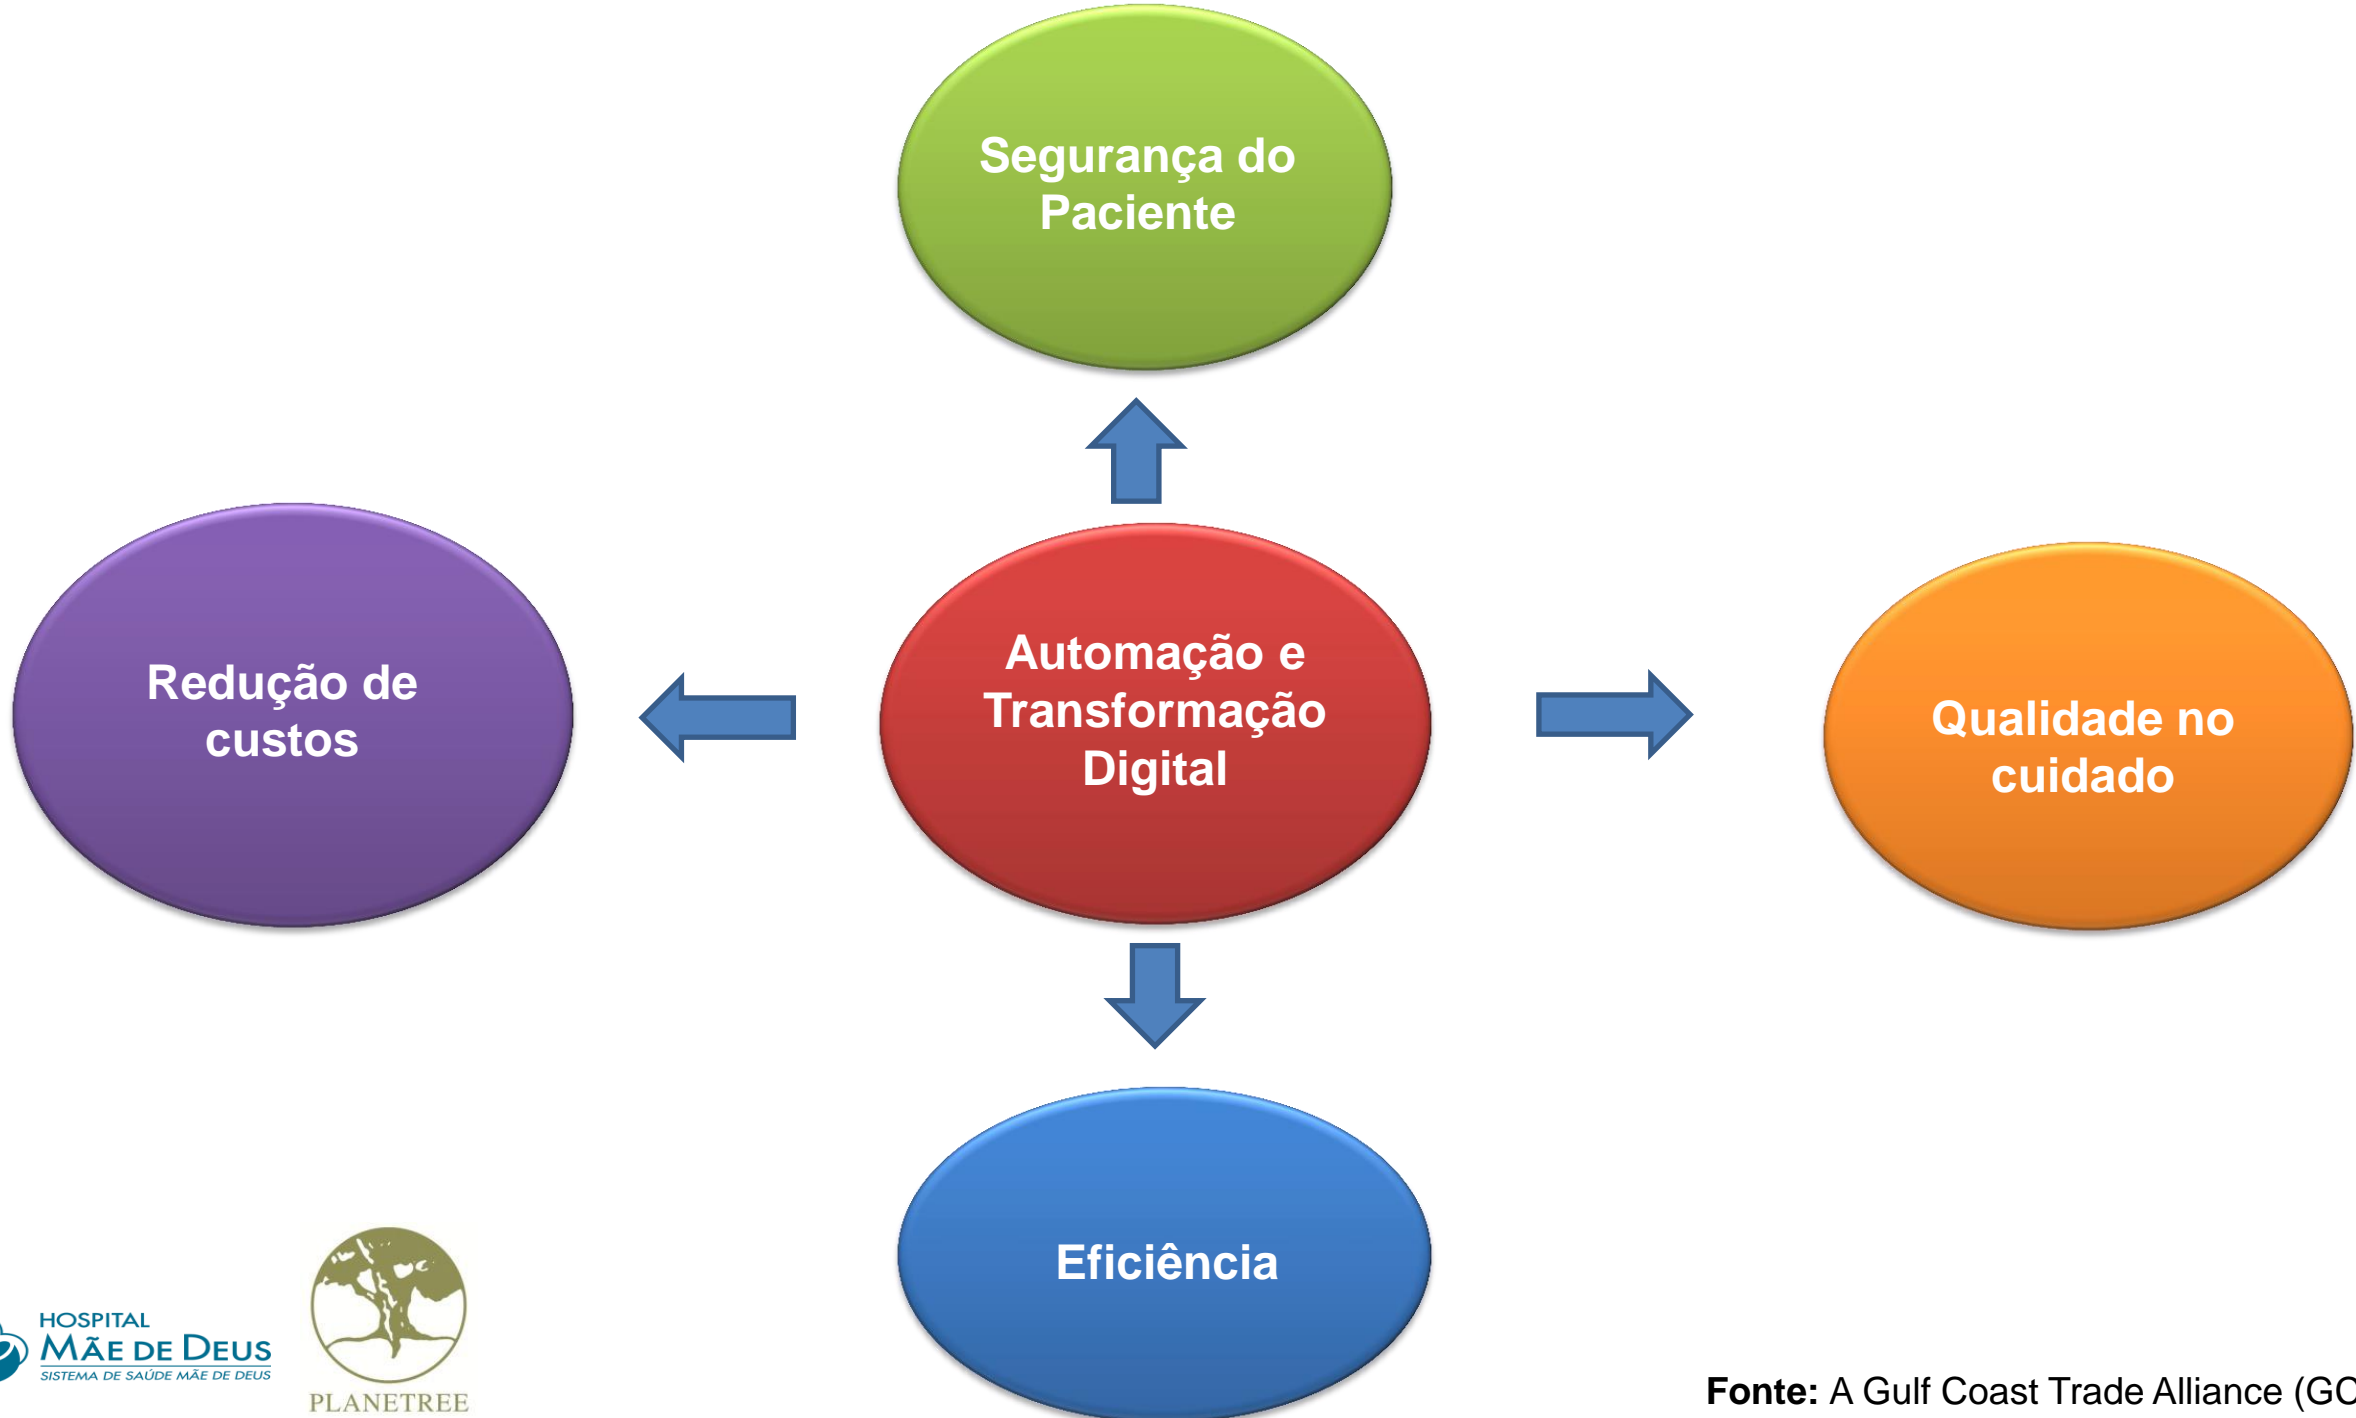 Segurança do
Paciente
Redução de
custos
Automação e
Transformação
Digital
Qualidade no
cuidado
Eficiência
HOSPITAL
MÃE DE DEUS
SISTEMA DE SAÚDE MÃE DE DEUS
PLANETREE
Fonte: A Gulf Coast Trade Alliance